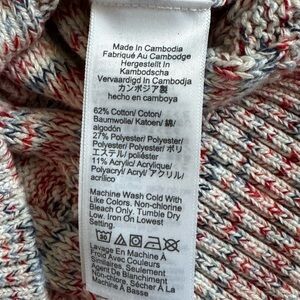 Made In Cambodia
Fabriqué Au Cambodge
Hergestellt In
Kambodscha
Vervaardigd In Cambodja
カンボジア製
hecho en camboya
62% Cotton/ Coton/
Baumwolle/ Katoen/ 綿/
algodón
27% Polyester/ Polyester/
Polyester/ Polyester/ ポリ
エステル/ poliéster
11% Acrylic/ Acrylique/
Polyacryl/ Acryl/ アクリル/
acrílico
Machine Wash Cold With
Like Colors. Non-Chlorine
Bleach Only. Tumble Dry
Low. Iron On Lowest
Setting.
Lavage En Machine À
Froid Avec Couleurs
Similaires Seulement
Agent De Blanchiment
Non-chlore. Sécher À La
Machine À Basse